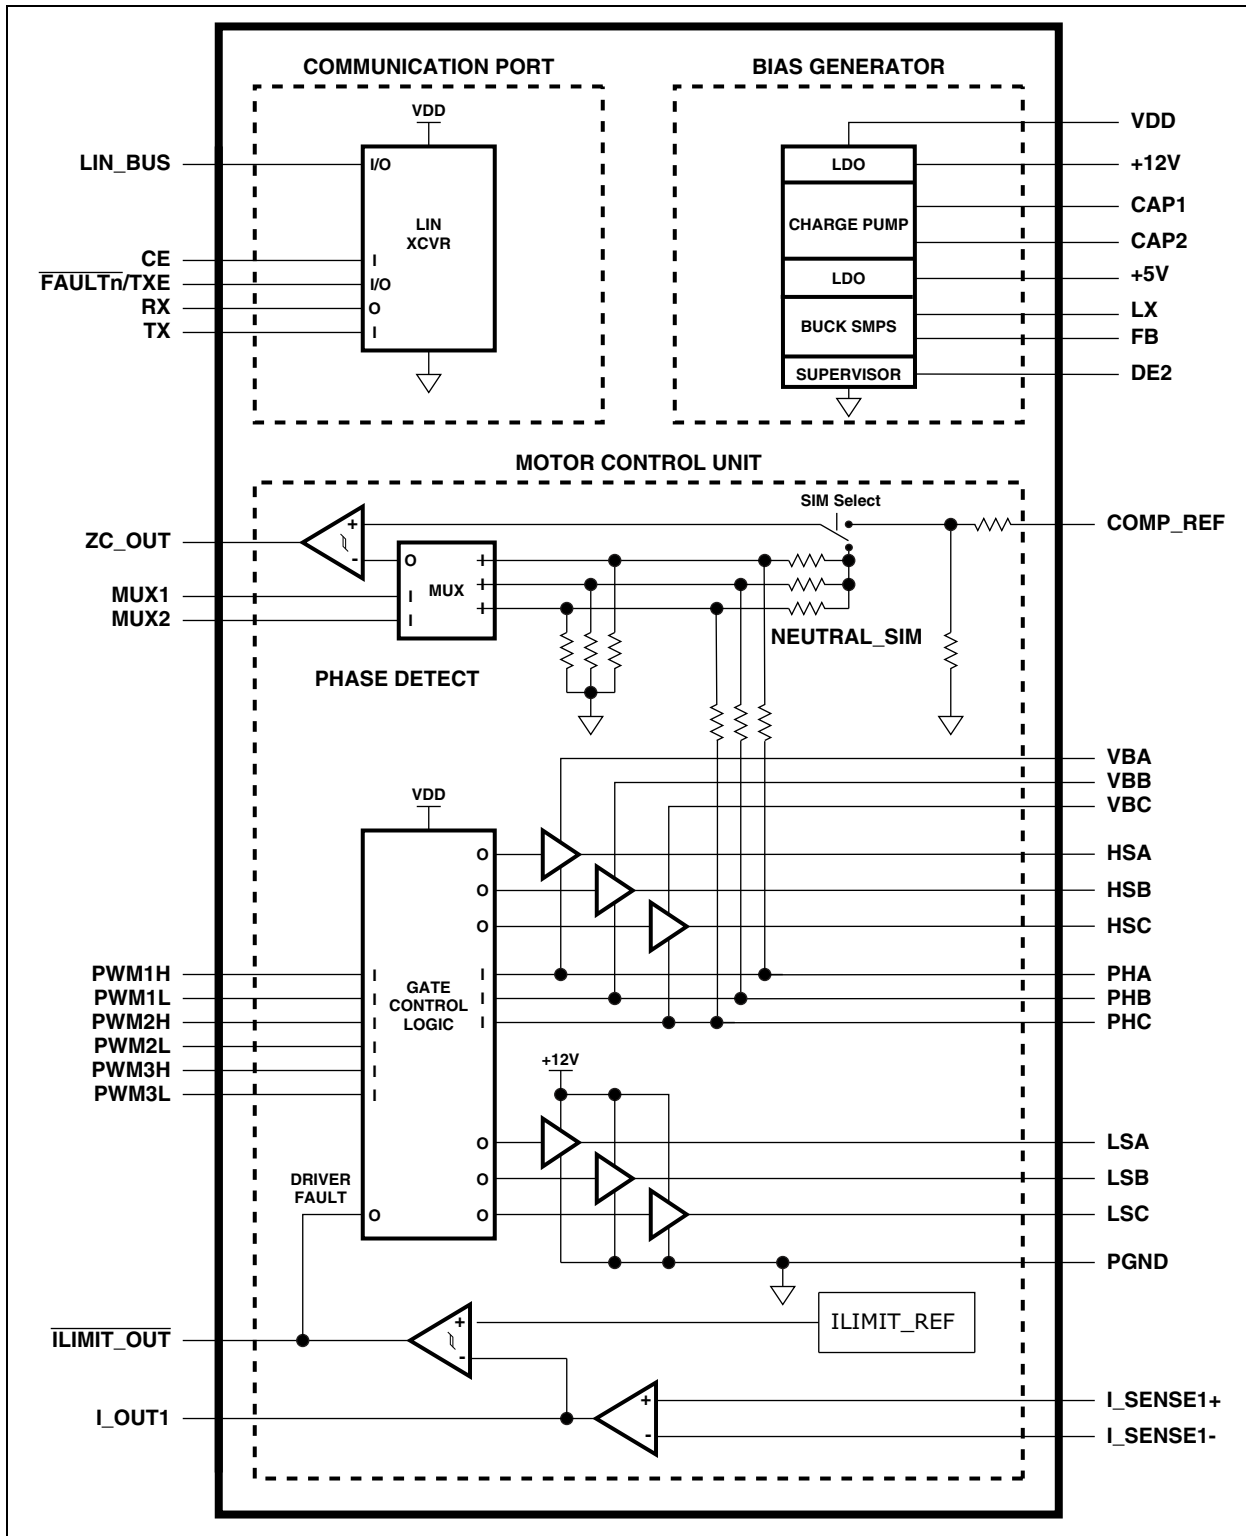 COMMUNICATION PORT
BIAS GENERATOR
VDD
VDD
LDO
LIN_BUS
I/O
+12V
CHARGE PUMP
CAP1
LIN
XCVR
CAP2
CE
I
LDO
+5V
FAULTn/TXE
I/O
RX
O
BUCK SMPS
LX
TX
I
FB
SUPERVISOR
DE2
MOTOR CONTROL UNIT
SIM Select
+
COMP_REF
ZC_OUT
-
O
I
MUX
I
I
MUX1
I
MUX2
I
NEUTRAL_SIM
PHASE DETECT
VBA
VBB
VDD
VBC
O
HSA
O
HSB
O
HSC
PWM1H
I
GATE
CONTROL
LOGIC
I
PHA
PWM1L
I
I
PHB
PWM2H
I
I
PHC
PWM2L
I
+12V
PWM3H
I
PWM3L
I
O
LSA
DRIVER
FAULT
O
LSB
O
O
LSC
PGND
+
ILIMIT_REF
ILIMIT_OUT
-
I_OUT1
+
I_SENSE1+
-
I_SENSE1-